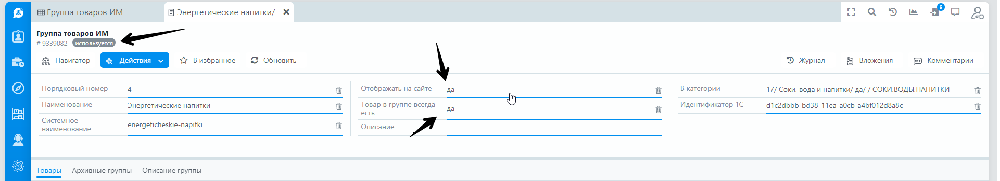 Группа товаров ИМ
Энергетические напитки/
9
Группа товаров ИМ
# 9339082 используется
Навигатор
Действия
В избранное
Обновить
Журнал
Вложения
Комментарии
Порядковый номер 4
Наименование Энергетические напитки
Системное
наименование
energeticheskie-napitki
Отображать на сайте да
Товар в группе всегда
есть
да
Описание
В категории 17/ Соки, вода и напитки/ да/ / СОКИ,ВОДЫ,НАПИТКИ
Идентификатор 1С d1c2dbbb-bd38-11ea-a0cb-a4bf012d8a8c
Товары
Архивные группы
Описание группы